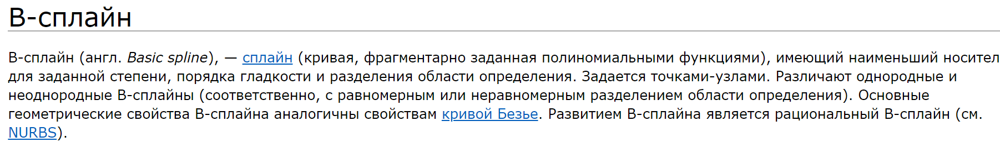 В-сплайн
В-сплайн (англ. Basic spline), — сплайн (кривая, фрагментарно заданная полиномиальными функциями), имеющий наименьший носител
для заданной степени, порядка гладкости и разделения области определения. Задается точками-узлами. Различают однородные и
неоднородные В-сплайны (соответственно, с равномерным или неравномерным разделением области определения). Основные
геометрические свойства В-сплайна аналогичны свойствам кривой Безье. Развитием В-сплайна является рациональный В-сплайн (см.
NURBS).